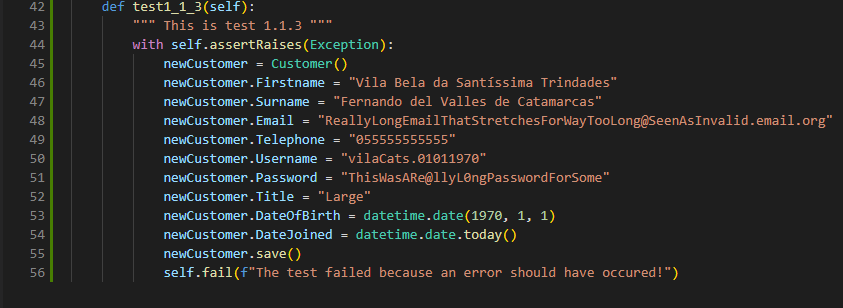 42 def test1_1_3(self):
43 """ This is test 1.1.3 """
44 with self.assertRaises(Exception):
45 newCustomer = Customer()
46 newCustomer.Firstname = "Vila Bela da Santíssima Trindades"
47 newCustomer.Surname = "Fernando del Valles de Catamarcas"
48 newCustomer.Email = "ReallyLongEmailThatStretchesForWayTooLong@SeenAsInvalid.email.org"
49 newCustomer.Telephone = "055555555555"
50 newCustomer.Username = "vilaCats.01011970"
51 newCustomer.Password = "ThisWasARe@llyL0ngPasswordForSome"
52 newCustomer.Title = "Large"
53 newCustomer.DateOfBirth = datetime.date(1970, 1, 1)
54 newCustomer.DateJoined = datetime.date.today()
55 newCustomer.save()
56 self.fail(f"The test failed because an error should have occured!")